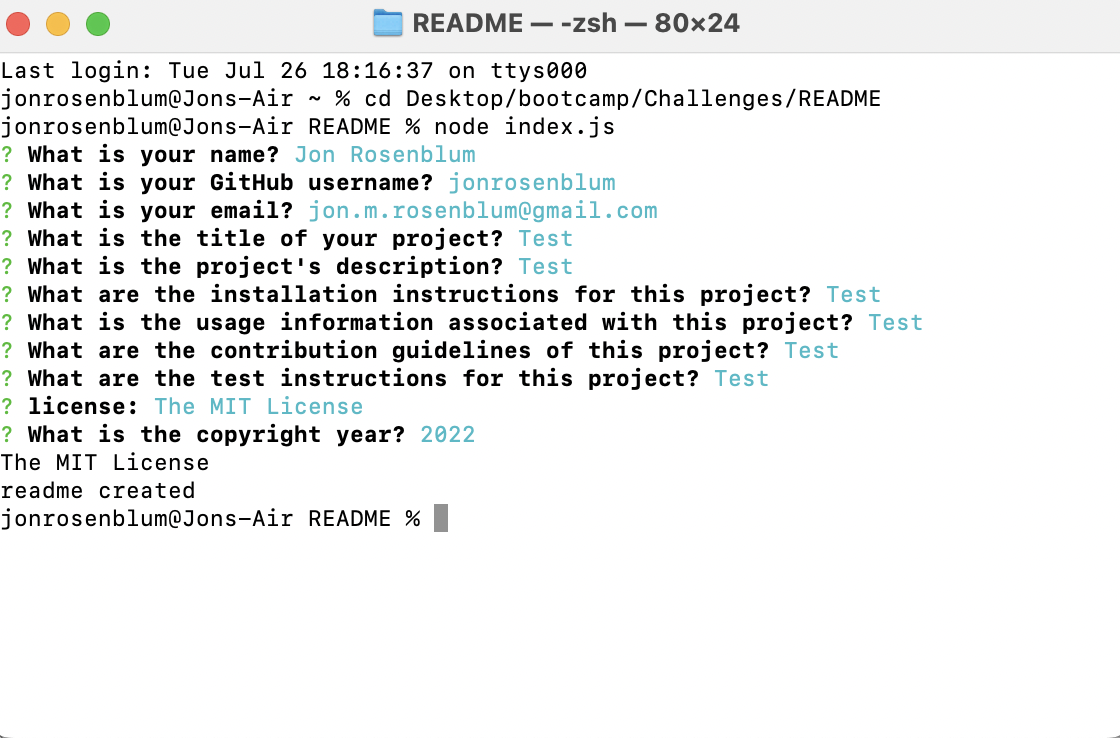 README — -zsh — 80×24
Last login: Tue Jul 26 18:16:37 on ttys000
jonrosenblum@Jons-Air ~ % cd Desktop/bootcamp/Challenges/README
jonrosenblum@Jons-Air README % node index.js
? What is your name? Jon Rosenblum
? What is your GitHub username? jonrosenblum
? What is your email? jon.m.rosenblum@gmail.com
? What is the title of your project? Test
? What is the project's description? Test
? What are the installation instructions for this project? Test
? What is the usage information associated with this project? Test
? What are the contribution guidelines of this project? Test
? What are the test instructions for this project? Test
? license: The MIT License
? What is the copyright year? 2022
The MIT License
readme created
jonrosenblum@Jons-Air README %